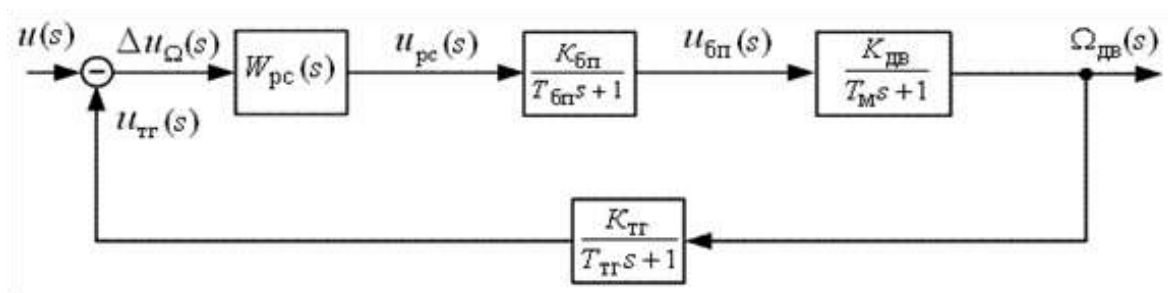 u(s)
Δu_Ω(s)
W_рс(s)
u_рс(s)
K_бп
T_бп s + 1
u_бп(s)
K_дв
T_м s + 1
Ω_дв(s)
−
u_тг(s)
K_тг
T_тг s + 1